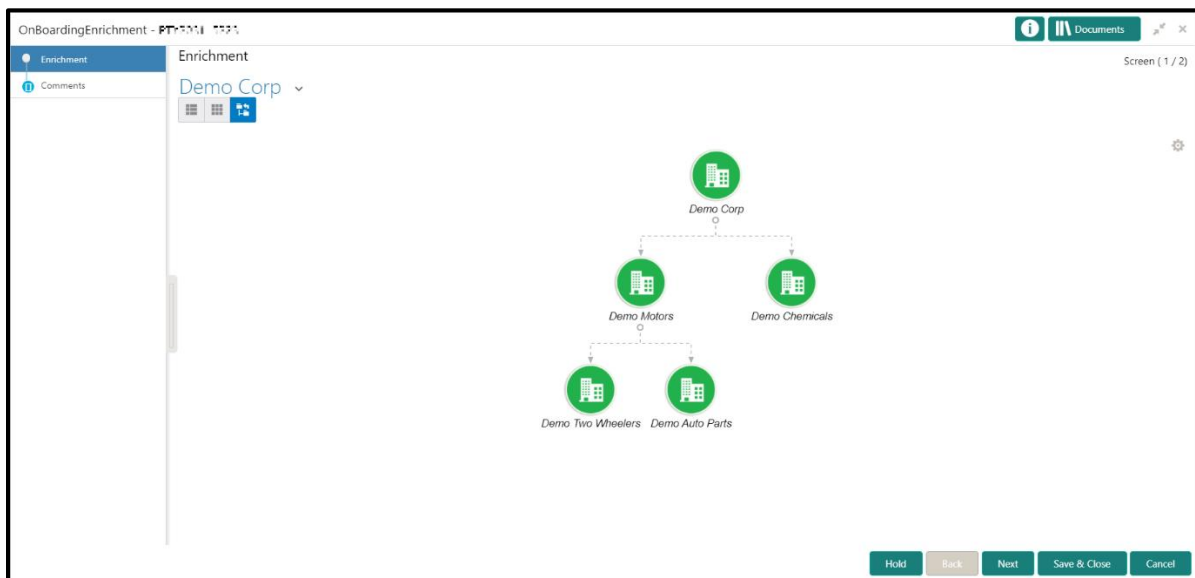 OnBoardingEnrichment -
Documents
Enrichment
Comments
Enrichment
Screen ( 1 / 2)
Demo Corp
Demo Corp
Demo Motors
Demo Chemicals
Demo Two Wheelers
Demo Auto Parts
Hold
Back
Next
Save & Close
Cancel